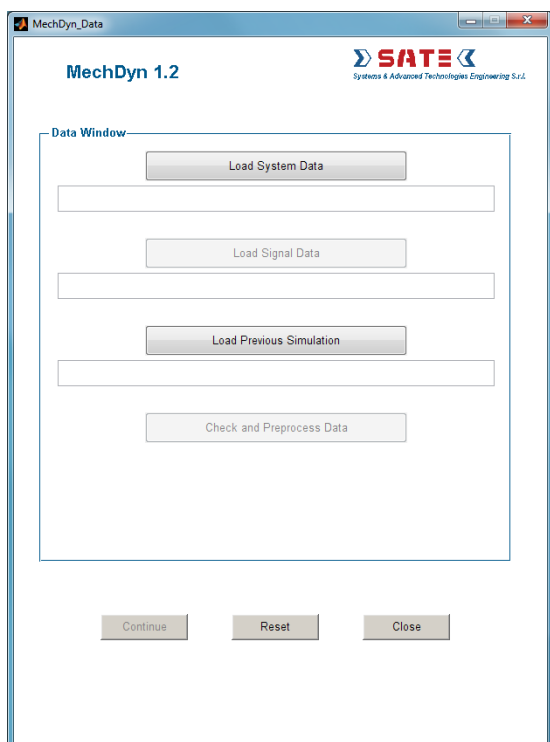 MechDyn_Data
MechDyn 1.2
SATE
Systems & Advanced Technologies Engineering S.r.l.
Data Window
Load System Data
Load Signal Data
Load Previous Simulation
Check and Preprocess Data
Continue Reset Close